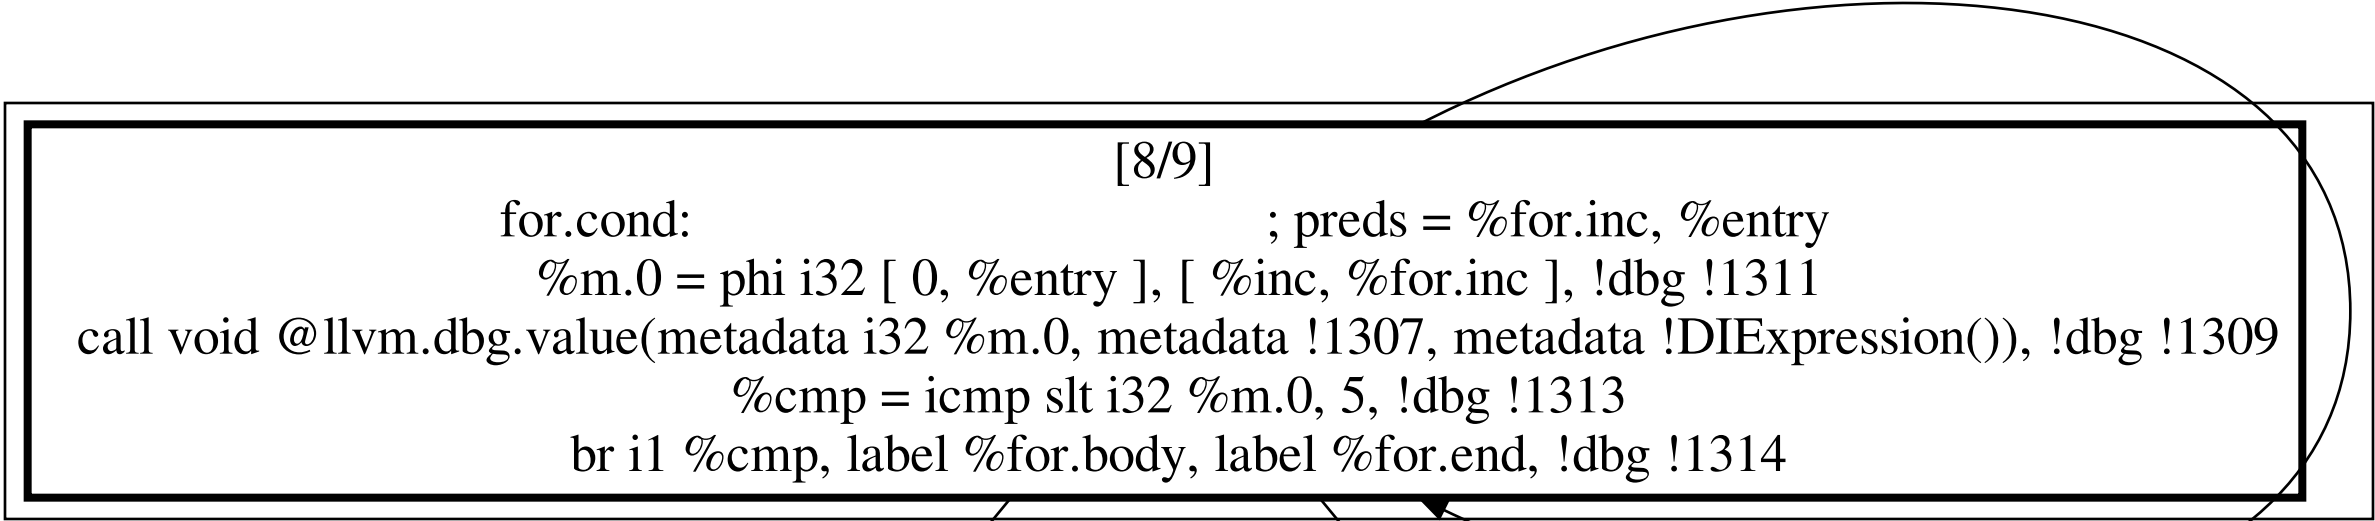 [8/9]
for.cond: ; preds = %for.inc, %entry
%m.0 = phi i32 [ 0, %entry ], [ %inc, %for.inc ], !dbg !1311
call void @llvm.dbg.value(metadata i32 %m.0, metadata !1307, metadata !DIExpression()), !dbg !1309
%cmp = icmp slt i32 %m.0, 5, !dbg !1313
br i1 %cmp, label %for.body, label %for.end, !dbg !1314